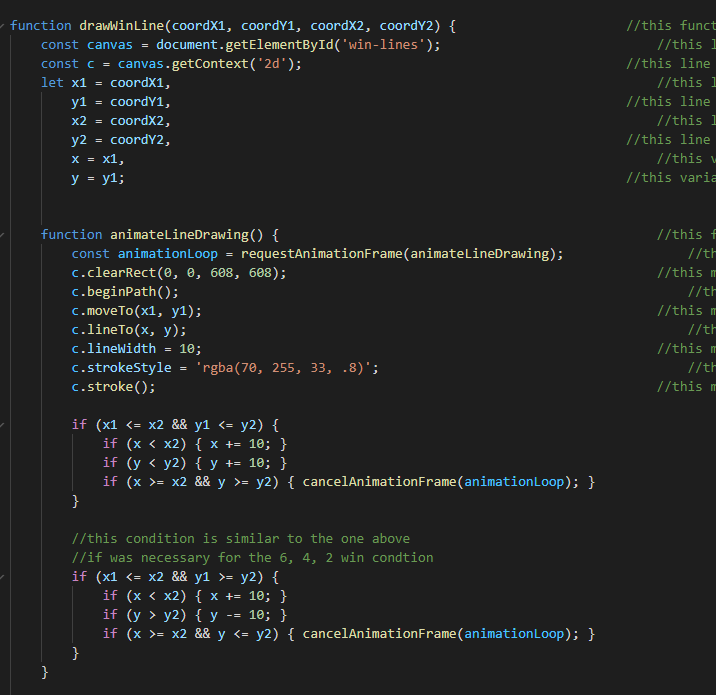 function drawWinLine(coordX1, coordY1, coordX2, coordY2) { //this
const canvas = document.getElementById('win-lines'); //this
const c = canvas.getContext('2d'); //this line
let x1 = coordX1, //this
y1 = coordY1, //this line
x2 = coordX2, //this
y2 = coordY2, //this line
x = x1, //this
y = y1; //this
function animateLineDrawing() { //this
const animationLoop = requestAnimationFrame(animateLineDrawing);
c.clearRect(0, 0, 608, 608); //this
c.beginPath();
c.moveTo(x1, y1); //this
c.lineTo(x, y);
c.lineWidth = 10; //this
c.strokeStyle = 'rgba(70, 255, 33, .8)';
c.stroke(); //this
if (x1 <= x2 && y1 <= y2) {
if (x < x2) { x += 10; }
if (y < y2) { y += 10; }
if (x >= x2 && y >= y2) { cancelAnimationFrame(animationLoop); }
}
//this condition is similar to the one above
//if was necessary for the 6, 4, 2 win condtion
if (x1 <= x2 && y1 >= y2) {
if (x < x2) { x += 10; }
if (y > y2) { y -= 10; }
if (x >= x2 && y <= y2) { cancelAnimationFrame(animationLoop); }
}
}